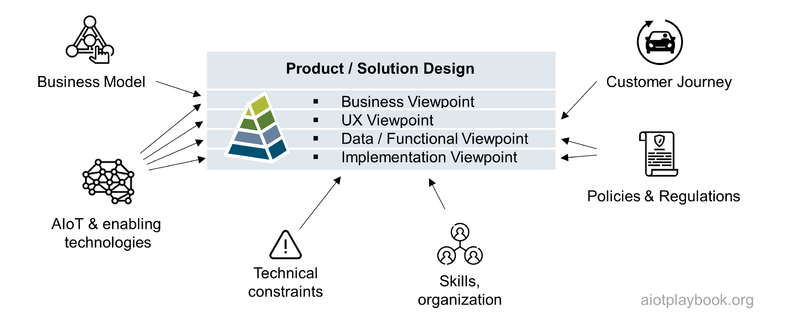 Product / Solution Design
Business Model
Customer Journey
▪ Business Viewpoint
▪ UX Viewpoint
▪ Data / Functional Viewpoint
▪ Implementation Viewpoint
AIoT & enabling
technologies
Policies & Regulations
Technical
constraints
Skills,
organization
aiotplaybook.org